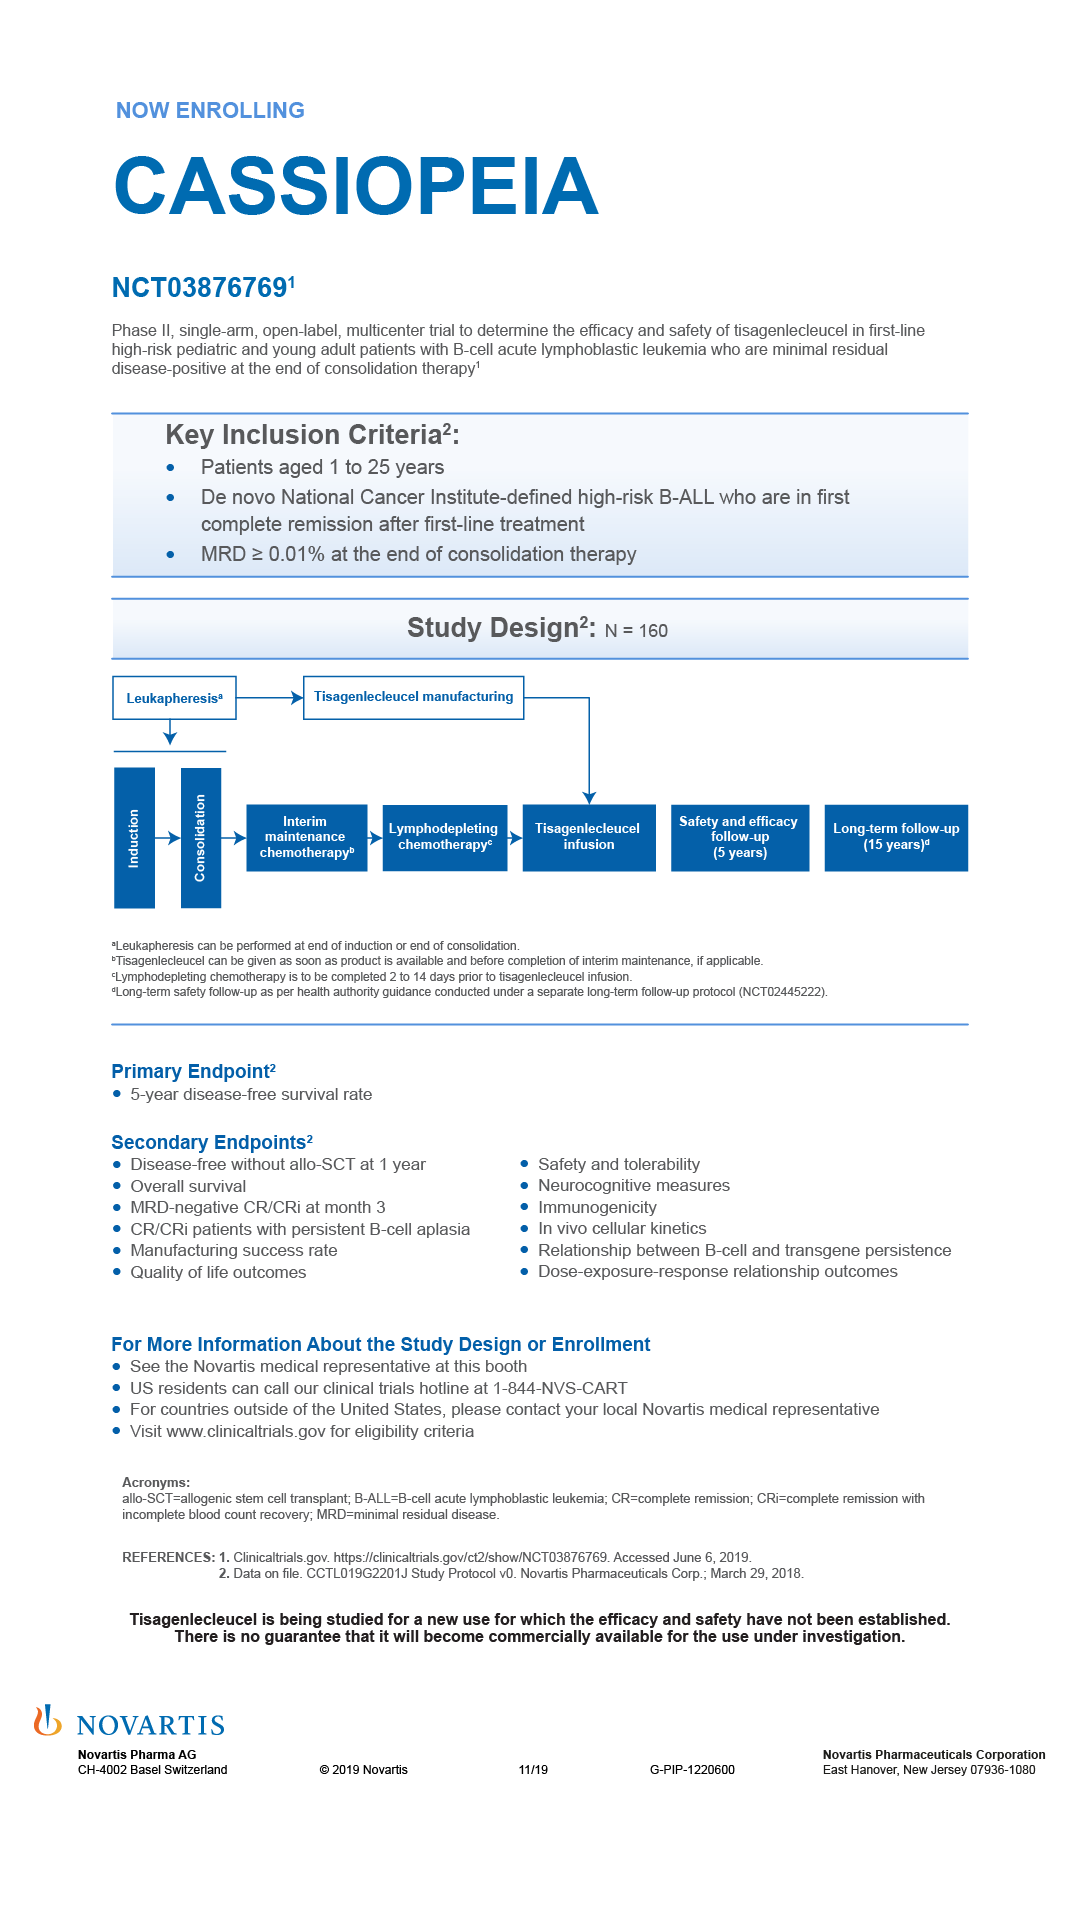 NOW ENROLLING
CASSIOPEIA
NCT03876769¹
Phase II, single-arm, open-label, multicenter trial to determine the efficacy and safety of tisagenlecleucel in first-line
high-risk pediatric and young adult patients with B-cell acute lymphoblastic leukemia who are minimal residual
disease-positive at the end of consolidation therapy¹
Key Inclusion Criteria²:
• Patients aged 1 to 25 years
• De novo National Cancer Institute-defined high-risk B-ALL who are in first
complete remission after first-line treatment
• MRD ≥ 0.01% at the end of consolidation therapy
Study Design²: N = 160
Leukapheresisᵃ
Tisagenlecleucel manufacturing
Induction
Consolidation
Interim
maintenance
chemotherapyᵇ
Lymphodepleting
chemotherapyᶜ
Tisagenlecleucel
infusion
Safety and efficacy
follow-up
(5 years)
Long-term follow-up
(15 years)ᵈ
ᵃLeukapheresis can be performed at end of induction or end of consolidation.
ᵇTisagenlecleucel can be given as soon as product is available and before completion of interim maintenance, if applicable.
ᶜLymphodepleting chemotherapy is to be completed 2 to 14 days prior to tisagenlecleucel infusion.
ᵈLong-term safety follow-up as per health authority guidance conducted under a separate long-term follow-up protocol (NCT02445222).
Primary Endpoint²
• 5-year disease-free survival rate
Secondary Endpoints²
• Disease-free without allo-SCT at 1 year
• Overall survival
• MRD-negative CR/CRi at month 3
• CR/CRi patients with persistent B-cell aplasia
• Manufacturing success rate
• Quality of life outcomes
• Safety and tolerability
• Neurocognitive measures
• Immunogenicity
• In vivo cellular kinetics
• Relationship between B-cell and transgene persistence
• Dose-exposure-response relationship outcomes
For More Information About the Study Design or Enrollment
• See the Novartis medical representative at this booth
• US residents can call our clinical trials hotline at 1-844-NVS-CART
• For countries outside of the United States, please contact your local Novartis medical representative
• Visit www.clinicaltrials.gov for eligibility criteria
Acronyms:
allo-SCT=allogenic stem cell transplant; B-ALL=B-cell acute lymphoblastic leukemia; CR=complete remission; CRi=complete remission with
incomplete blood count recovery; MRD=minimal residual disease.
REFERENCES: 1. Clinicaltrials.gov. https://clinicaltrials.gov/ct2/show/NCT03876769. Accessed June 6, 2019.
2. Data on file. CCTL019G2201J Study Protocol v0. Novartis Pharmaceuticals Corp.; March 29, 2018.
Tisagenlecleucel is being studied for a new use for which the efficacy and safety have not been established.
There is no guarantee that it will become commercially available for the use under investigation.
NOVARTIS
Novartis Pharma AG
CH-4002 Basel Switzerland
© 2019 Novartis
11/19
G-PIP-1220600
Novartis Pharmaceuticals Corporation
East Hanover, New Jersey 07936-1080